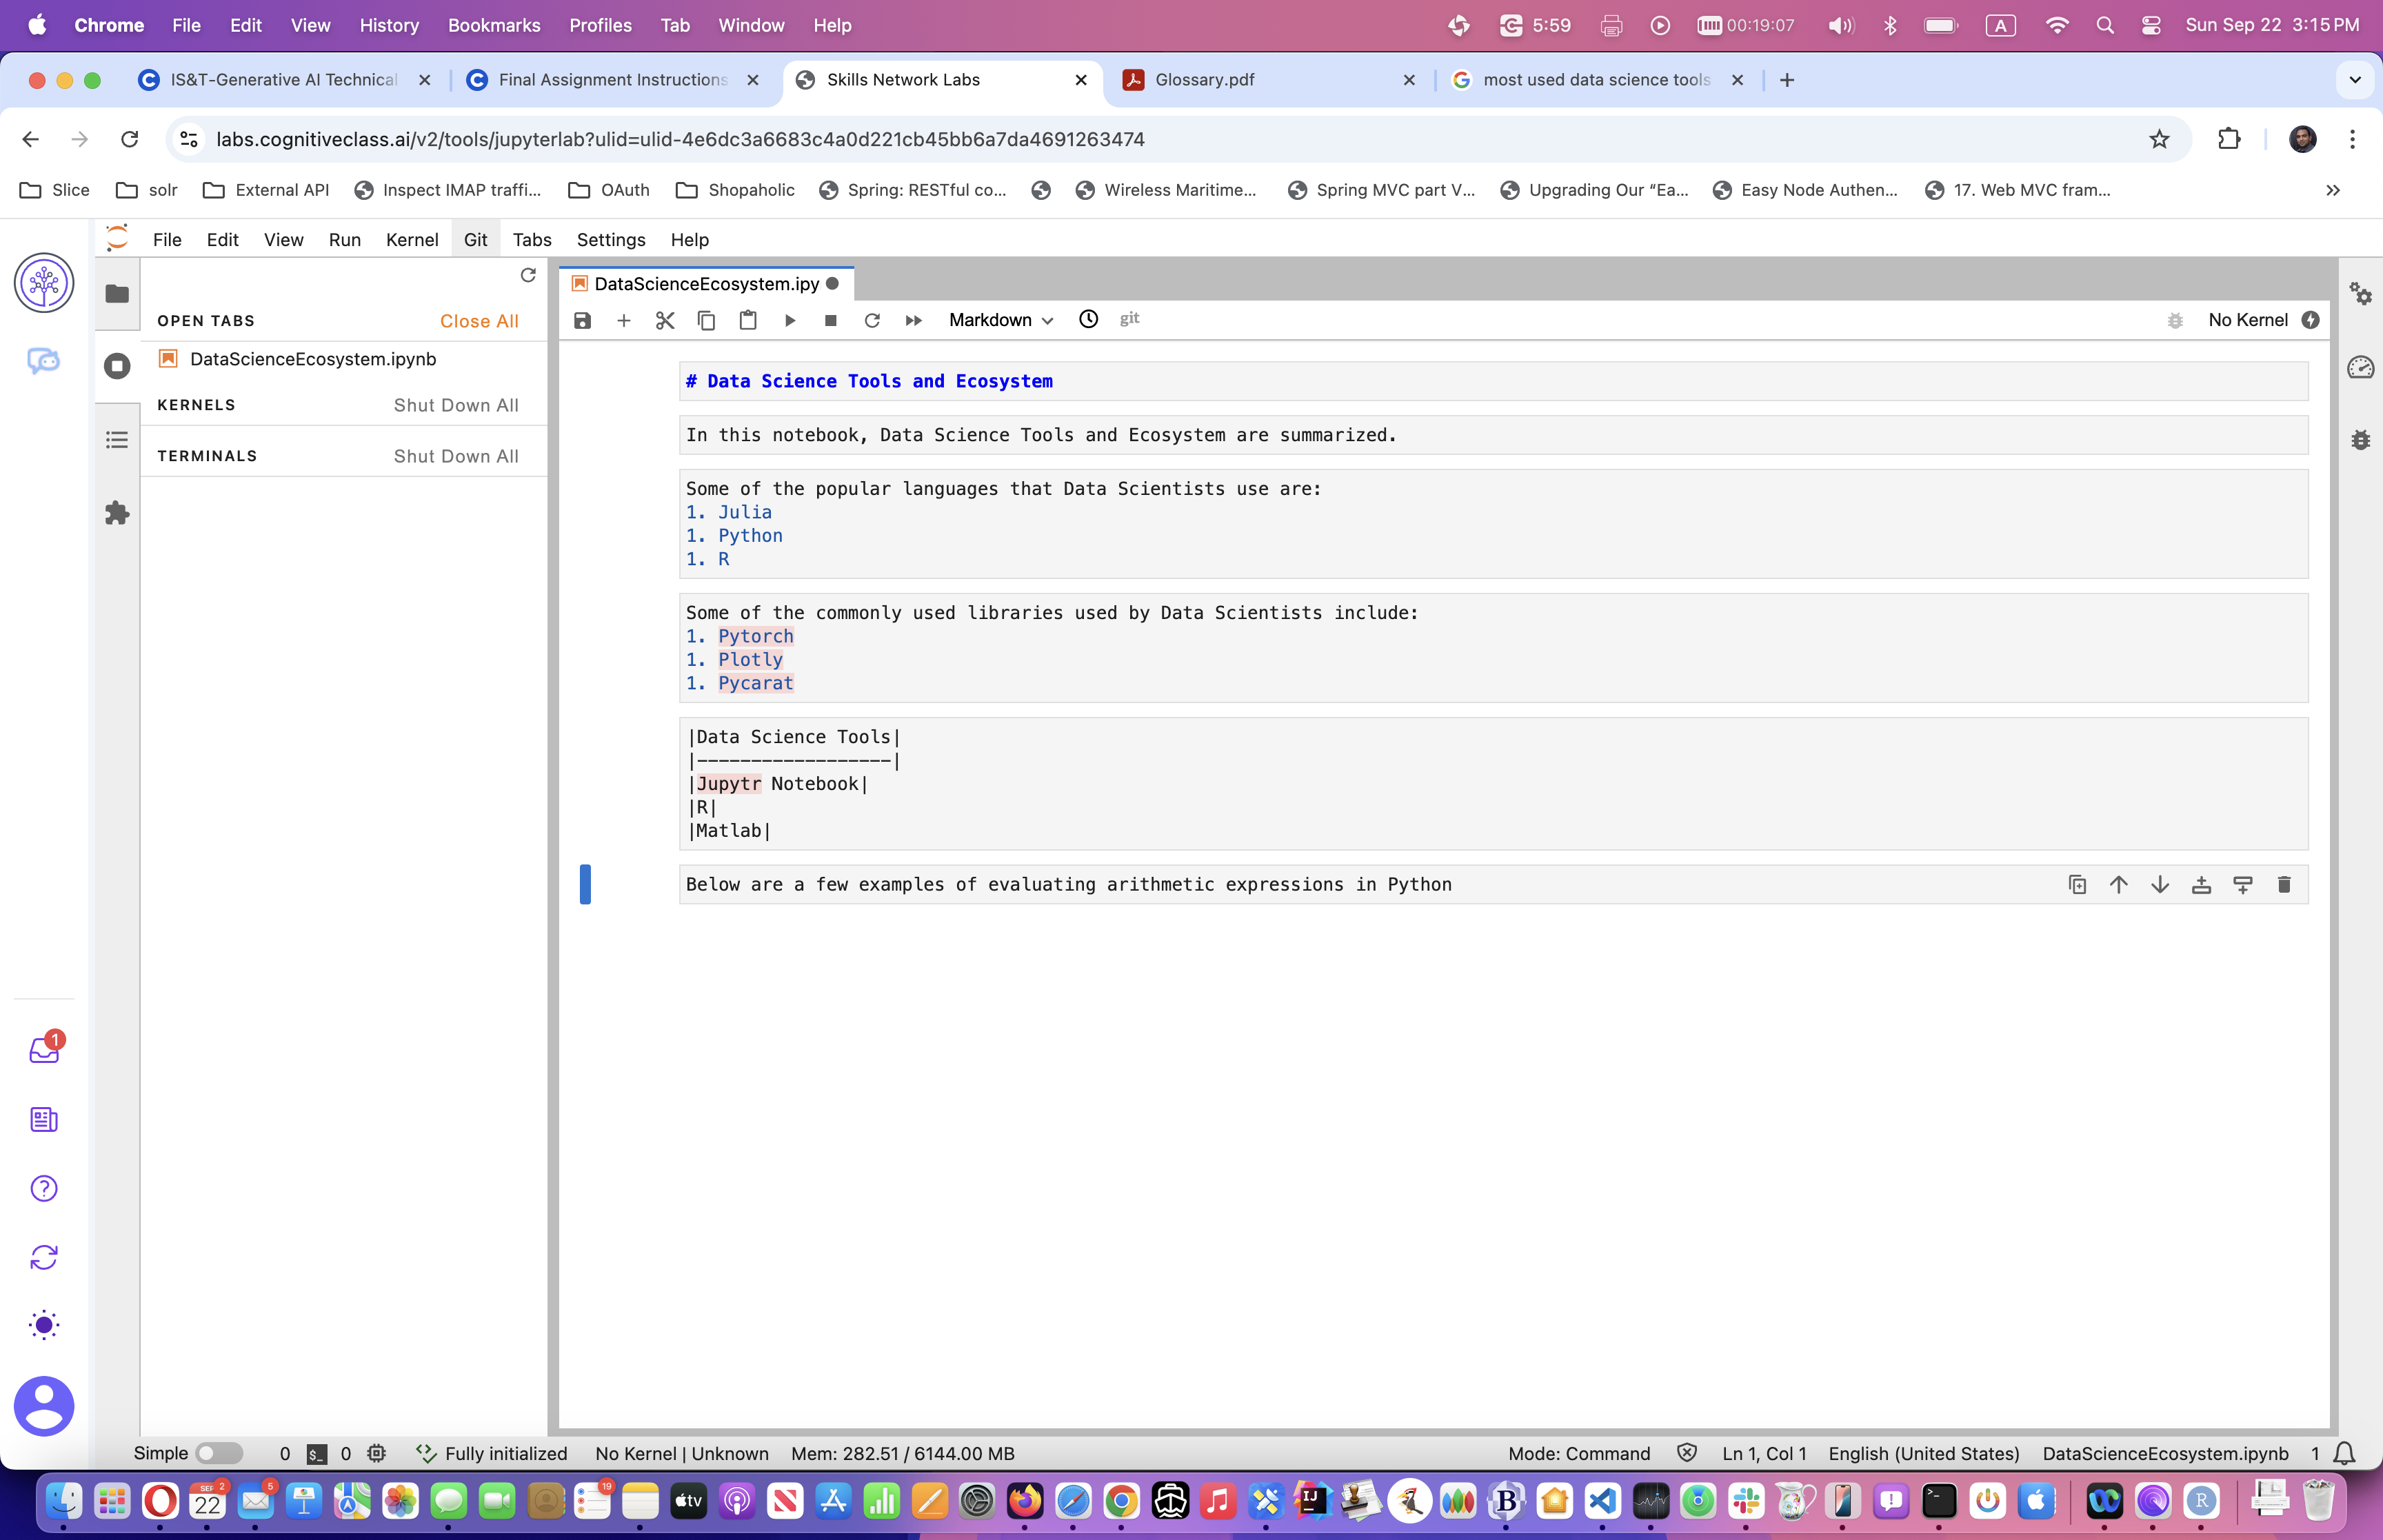 Chrome File Edit View History Bookmarks Profiles Tab Window Help 5:59 00:19:07 A Sun Sep 22 3:15 PM
IS&T-Generative AI Technical Final Assignment Instructions Skills Network Labs Glossary.pdf most used data science tools
labs.cognitiveclass.ai/v2/tools/jupyterlab?ulid=ulid-4e6dc3a6683c4a0d221cb45bb6a7da4691263474
Slice solr External API Inspect IMAP traffi... OAuth Shopaholic Spring: RESTful co... Wireless Maritime... Spring MVC part V... Upgrading Our “Ea... Easy Node Authen... 17. Web MVC fram...
File Edit View Run Kernel Git Tabs Settings Help
OPEN TABS Close All
DataScienceEcosystem.ipynb
KERNELS Shut Down All
TERMINALS Shut Down All
DataScienceEcosystem.ipy
Markdown git No Kernel
# Data Science Tools and Ecosystem
In this notebook, Data Science Tools and Ecosystem are summarized.
Some of the popular languages that Data Scientists use are:
1. Julia
1. Python
1. R
Some of the commonly used libraries used by Data Scientists include:
1. Pytorch
1. Plotly
1. Pycarat
|Data Science Tools|
|------------------|
|Jupytr Notebook|
|R|
|Matlab|
Below are a few examples of evaluating arithmetic expressions in Python
1
Simple 0 $_ 0 Fully initialized No Kernel | Unknown Mem: 282.51 / 6144.00 MB Mode: Command Ln 1, Col 1 English (United States) DataScienceEcosystem.ipynb 1
SEP 22 2 5 19 tv IJ B R